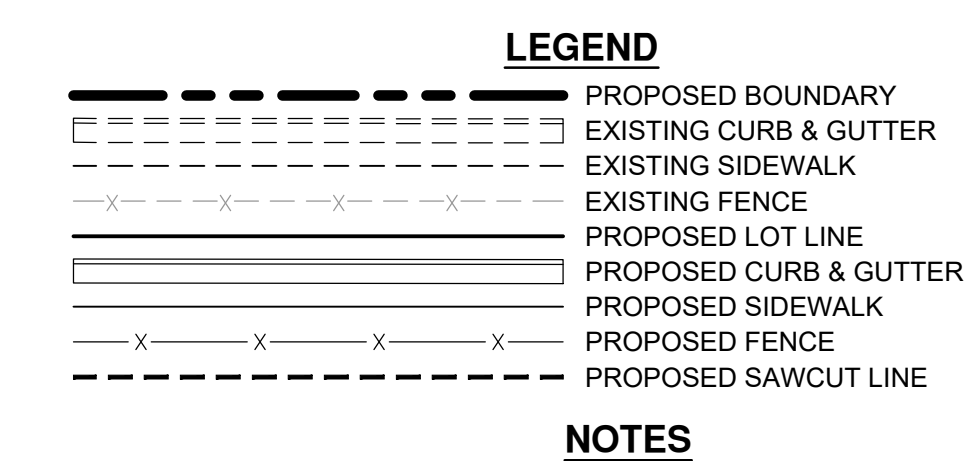 LEGEND
PROPOSED BOUNDARY
EXISTING CURB & GUTTER
EXISTING SIDEWALK
X X X X EXISTING FENCE
PROPOSED LOT LINE
PROPOSED CURB & GUTTER
PROPOSED SIDEWALK
X X X X PROPOSED FENCE
PROPOSED SAWCUT LINE
NOTES